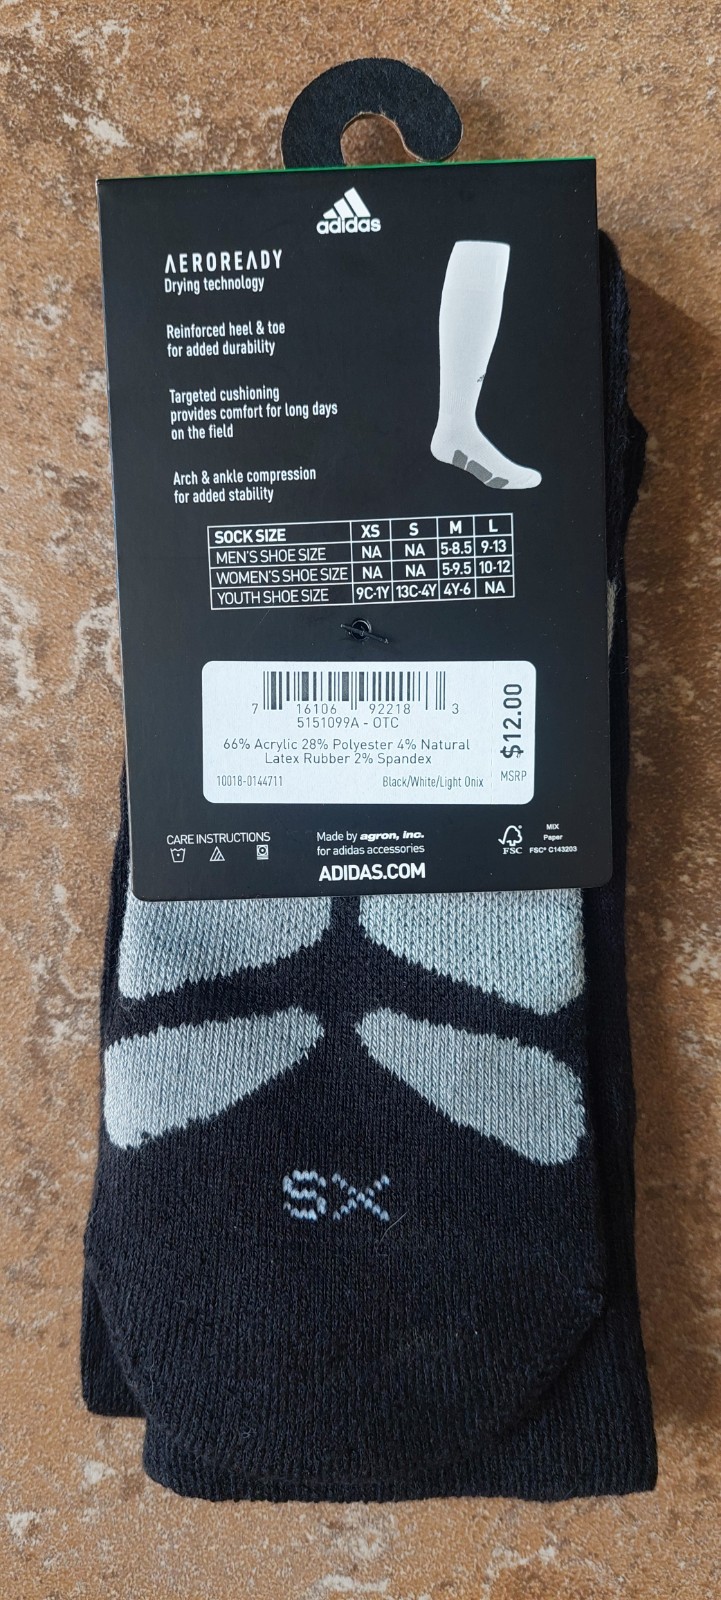 adidas
AEROREADY
Drying technology
Reinforced heel & toe
for added durability
Targeted cushioning
provides comfort for long days
on the field
Arch & ankle compression
for added stability
SOCK SIZE XS S M L
MEN'S SHOE SIZE NA NA 5-8.5 9-13
WOMEN'S SHOE SIZE NA NA 5-9.5 10-12
YOUTH SHOE SIZE 9C-1Y 13C-4Y 4Y-6 NA
7 16106 92218 3
5151099A - OTC
66% Acrylic 28% Polyester 4% Natural
Latex Rubber 2% Spandex
10018-0144711 Black/White/Light Onix
$12.00
MSRP
CARE INSTRUCTIONS
Made by agron, inc.
for adidas accessories
ADIDAS.COM
FSC
MIX
Paper
FSC® C143203
XS